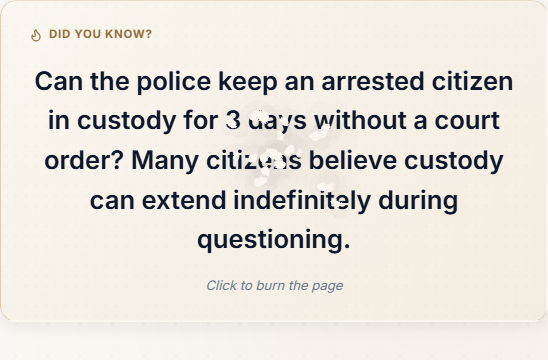 DID YOU KNOW?
Can the police keep an arrested citizen
in custody for 3 days without a court
order? Many citizens believe custody
can extend indefinitely during
questioning.
Click to burn the page